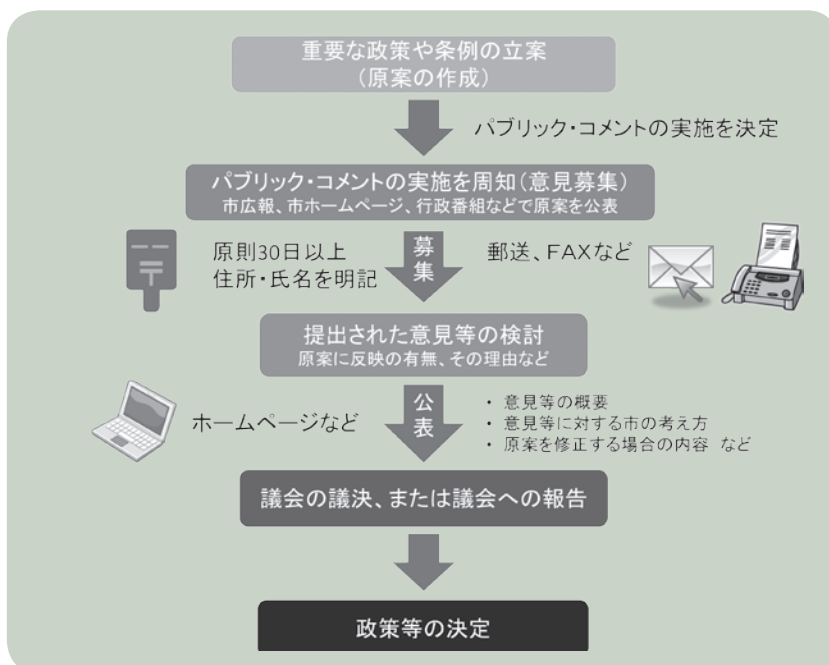 重要な政策や条例の立案
(原案の作成)
パブリック・コメントの実施を決定
パブリック・コメントの実施を周知(意見募集)
市広報、市ホームページ、行政番組などで原案を公表
原則30日以上
住所・氏名を明記
募集
郵送、FAXなど
提出された意見等の検討
原案に反映の有無、その理由など
ホームページなど
公表
・ 意見等の概要
・ 意見等に対する市の考え方
・ 原案を修正する場合の内容 など
議会の議決、または議会への報告
政策等の決定